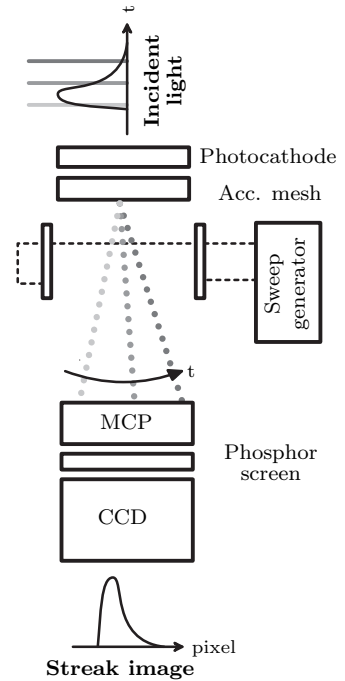 t
Incident
light
Photocathode
Acc. mesh
Sweep
generator
t
MCP
Phosphor
screen
CCD
pixel
Streak image